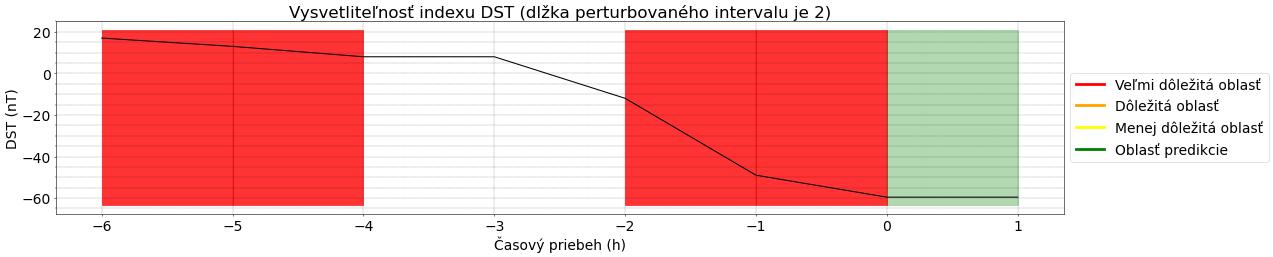 Vysvetliteľnosť indexu DST (dĺžka perturbovaného intervalu je 2)
DST (nT)
20
0
−20
−40
−60
−6 −5 −4 −3 −2 −1 0 1
Časový priebeh (h)
Veľmi dôležitá oblasť
Dôležitá oblasť
Menej dôležitá oblasť
Oblasť predikcie